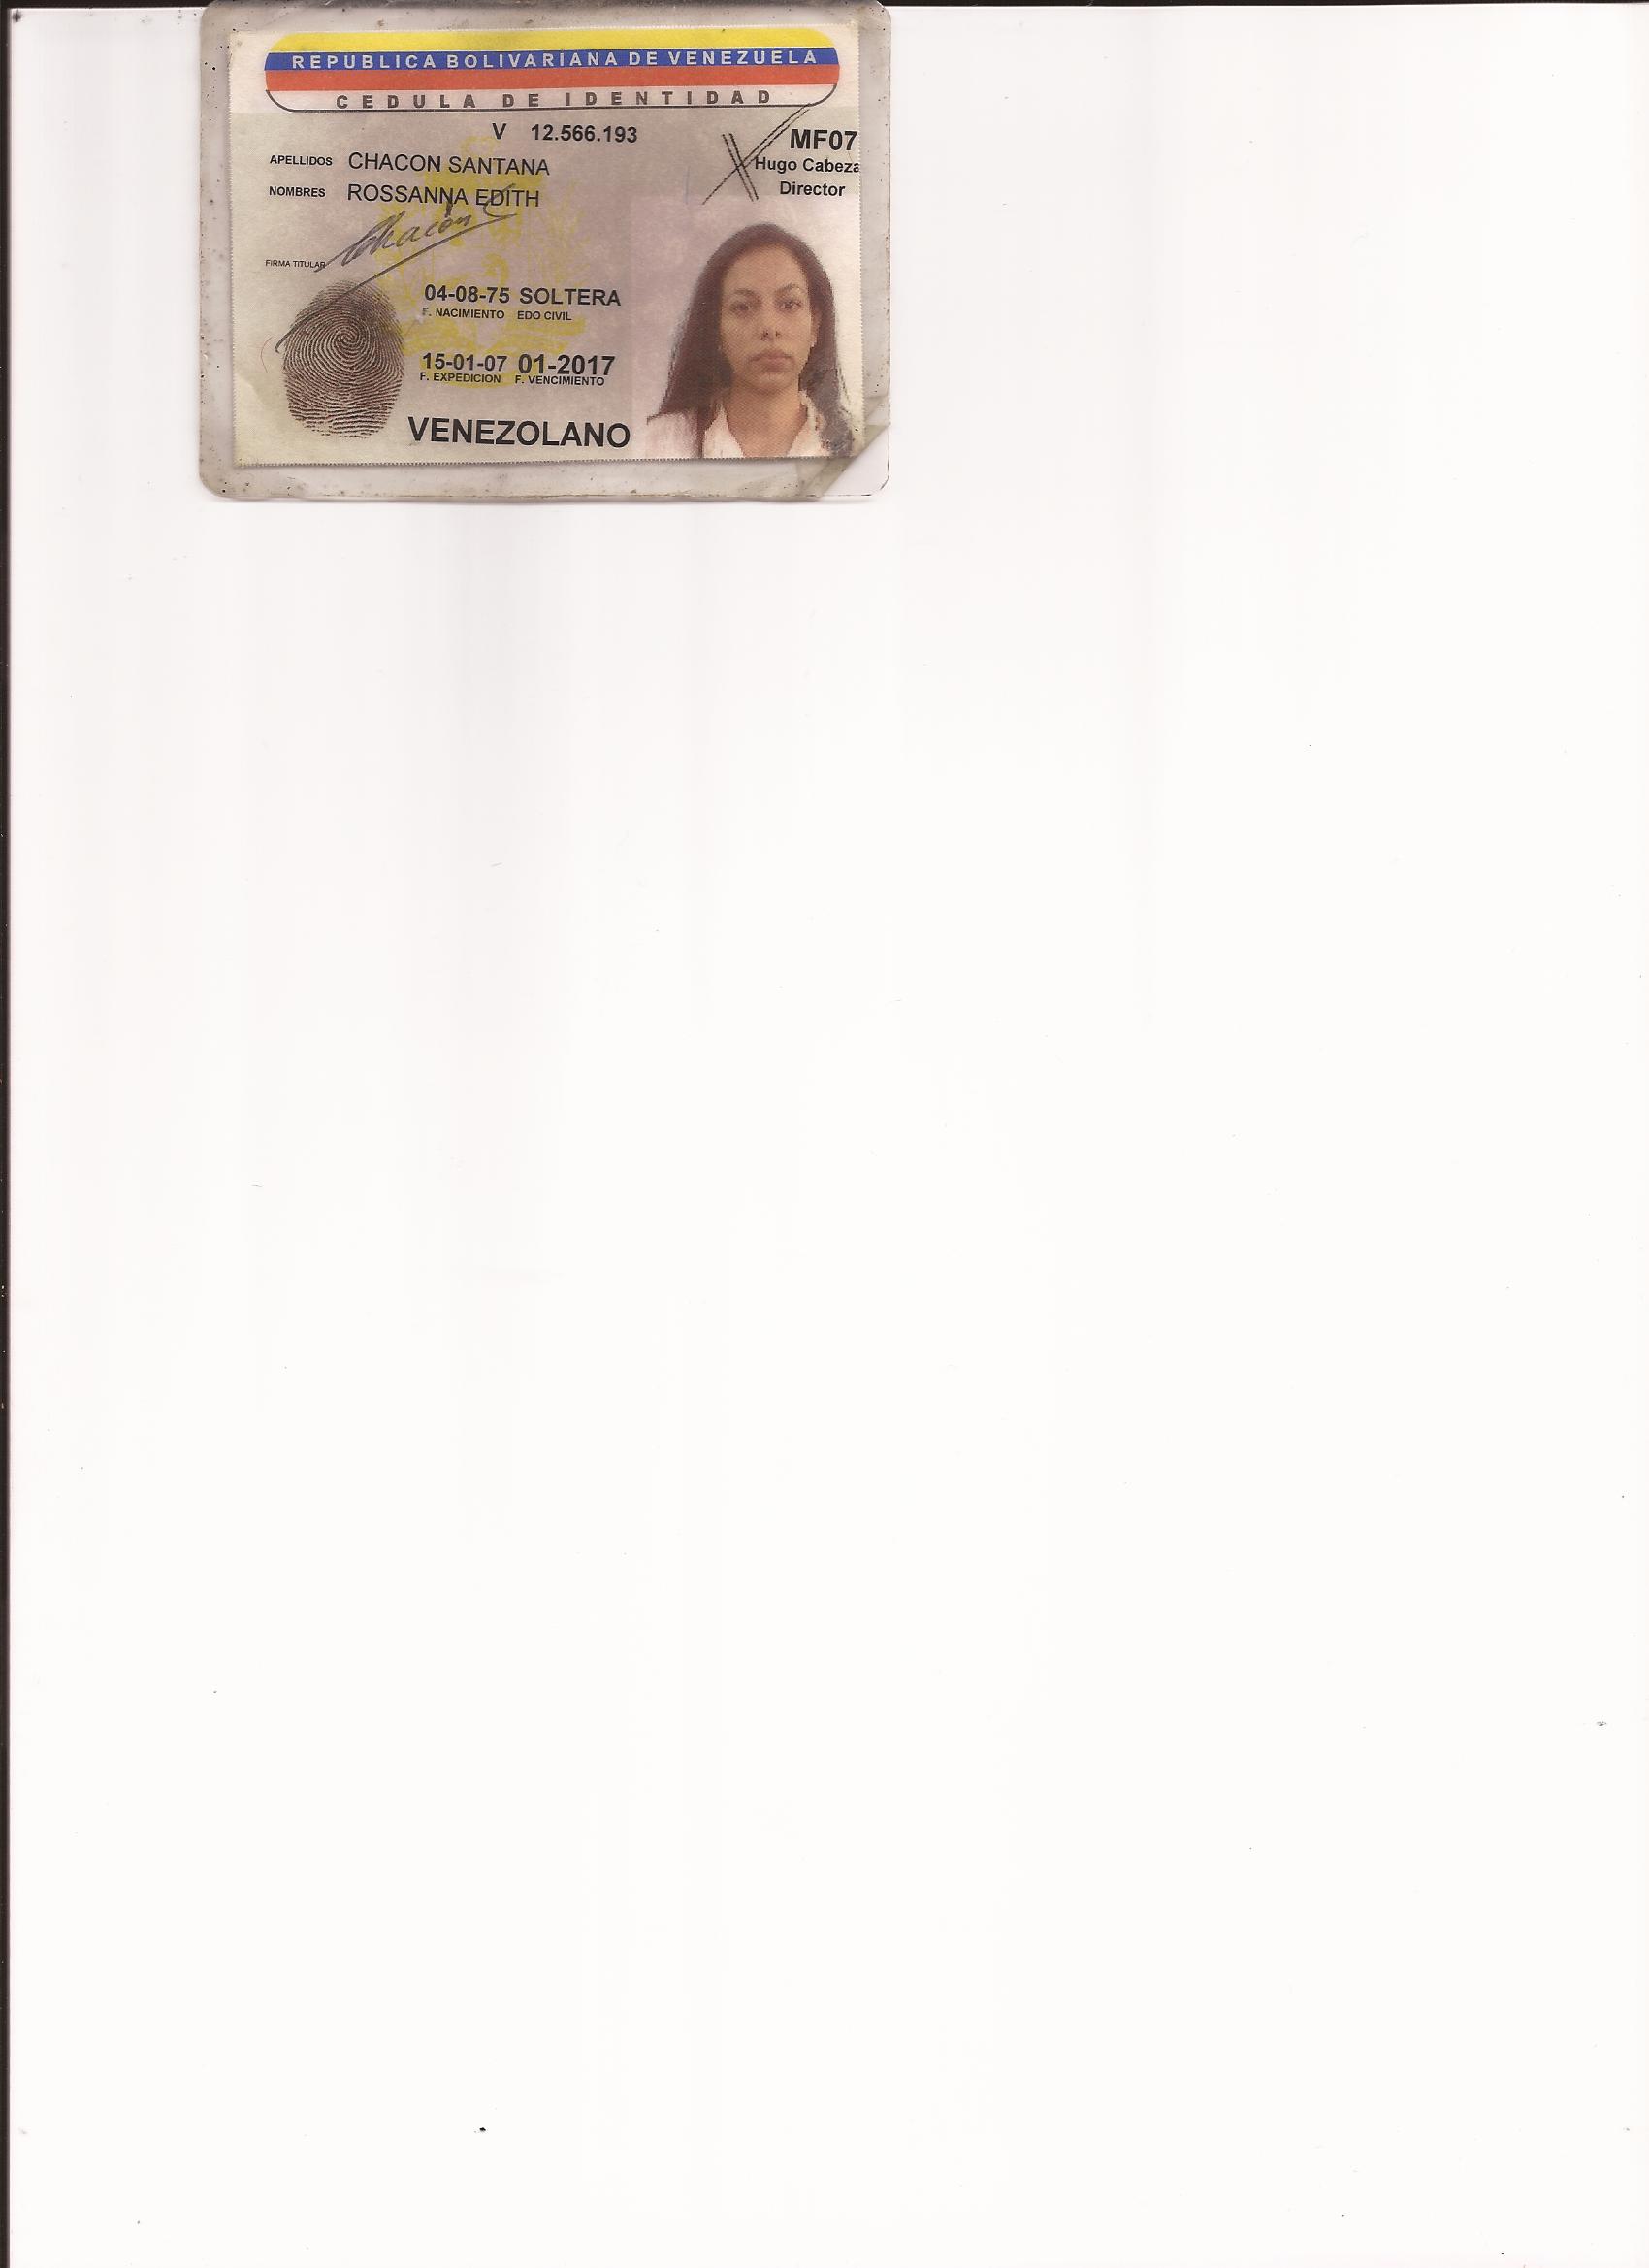 REPUBLICA BOLIVARIANA DE VENEZUELA
CEDULA DE IDENTIDAD
V 12.566.193
MF07
APELLIDOS CHACON SANTANA
Hugo Cabeza
Director
NOMBRES ROSSANNA EDITH
Chacon
FIRMA TITULAR
04-08-75 SOLTERA
F. NACIMIENTO EDO CIVIL
15-01-07 01-2017
F. EXPEDICION F. VENCIMIENTO
VENEZOLANO